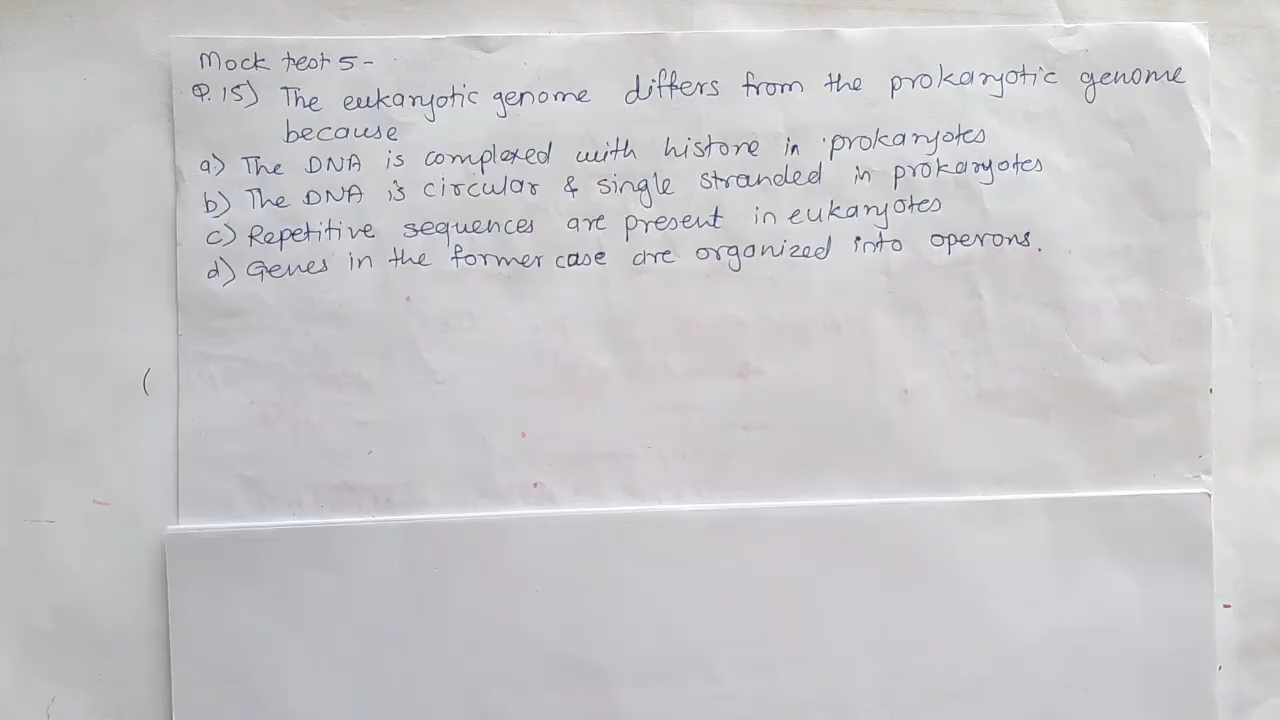 Mock test 5-
Q. 15) The eukaryotic genome differs from the prokaryotic genome
because
a) The DNA is complexed with histone in prokaryotes
b) The DNA is circular & single stranded in prokaryotes
c) Repetitive sequences are present in eukaryotes
d) Genes in the former case are organized into operons.